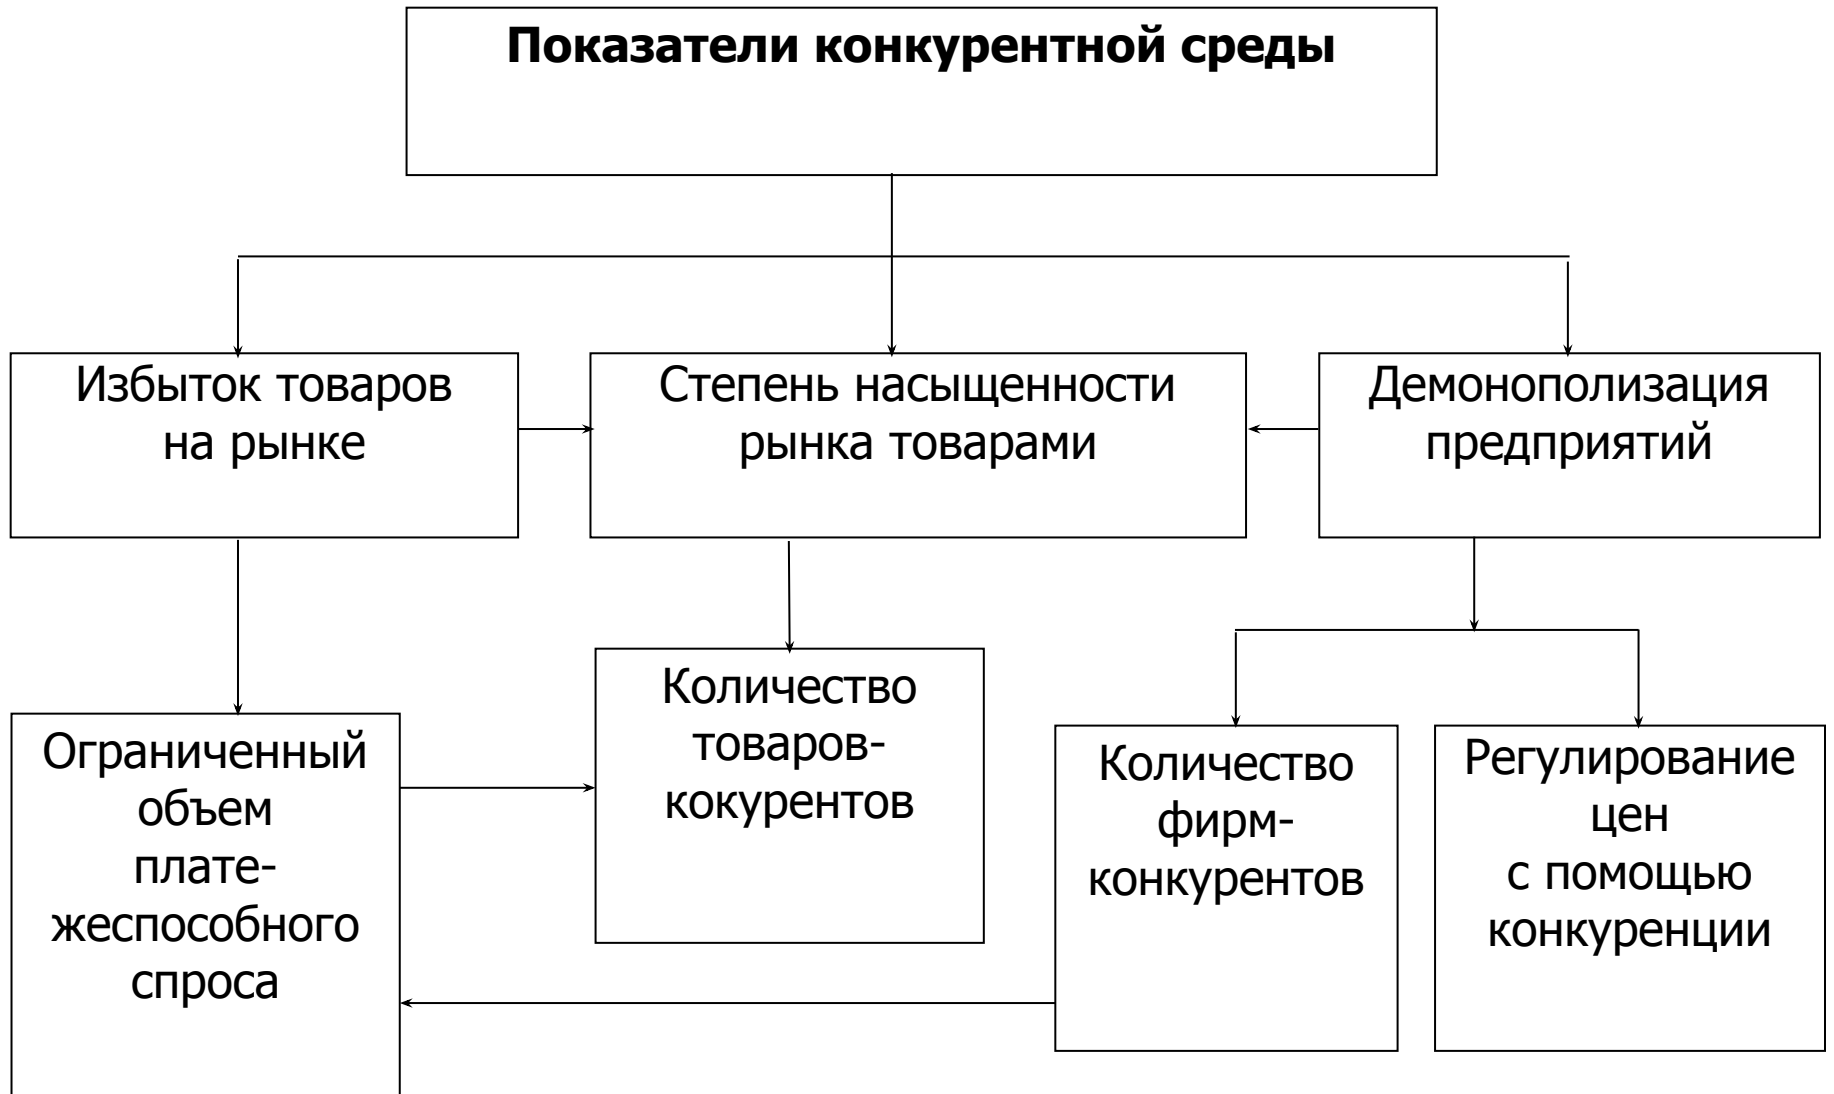 Показатели конкурентной среды
Избыток товаров
на рынке
Степень насыщенности
рынка товарами
Демонополизация
предприятий
Ограниченный
объем
плате-
жеспособного
спроса
Количество
товаров-
кокурентов
Количество
фирм-
конкурентов
Регулирование
цен
с помощью
конкуренции